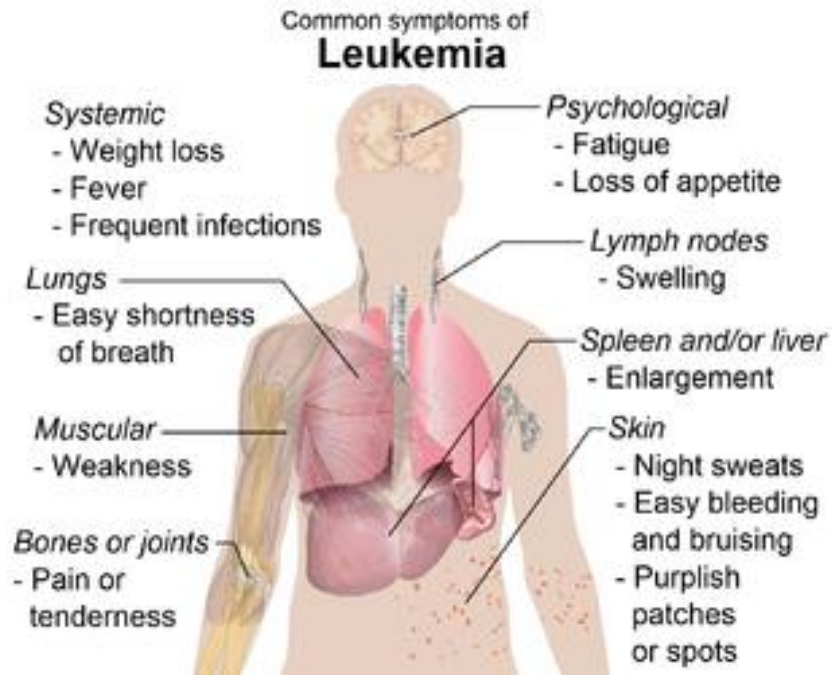 Common symptoms of
Leukemia
Systemic
- Weight loss
- Fever
- Frequent infections
Lungs
- Easy shortness
of breath
Muscular
- Weakness
Bones or joints
- Pain or
tenderness
Psychological
- Fatigue
- Loss of appetite
Lymph nodes
- Swelling
Spleen and/or liver
- Enlargement
Skin
- Night sweats
- Easy bleeding
and bruising
- Purplish
patches
or spots